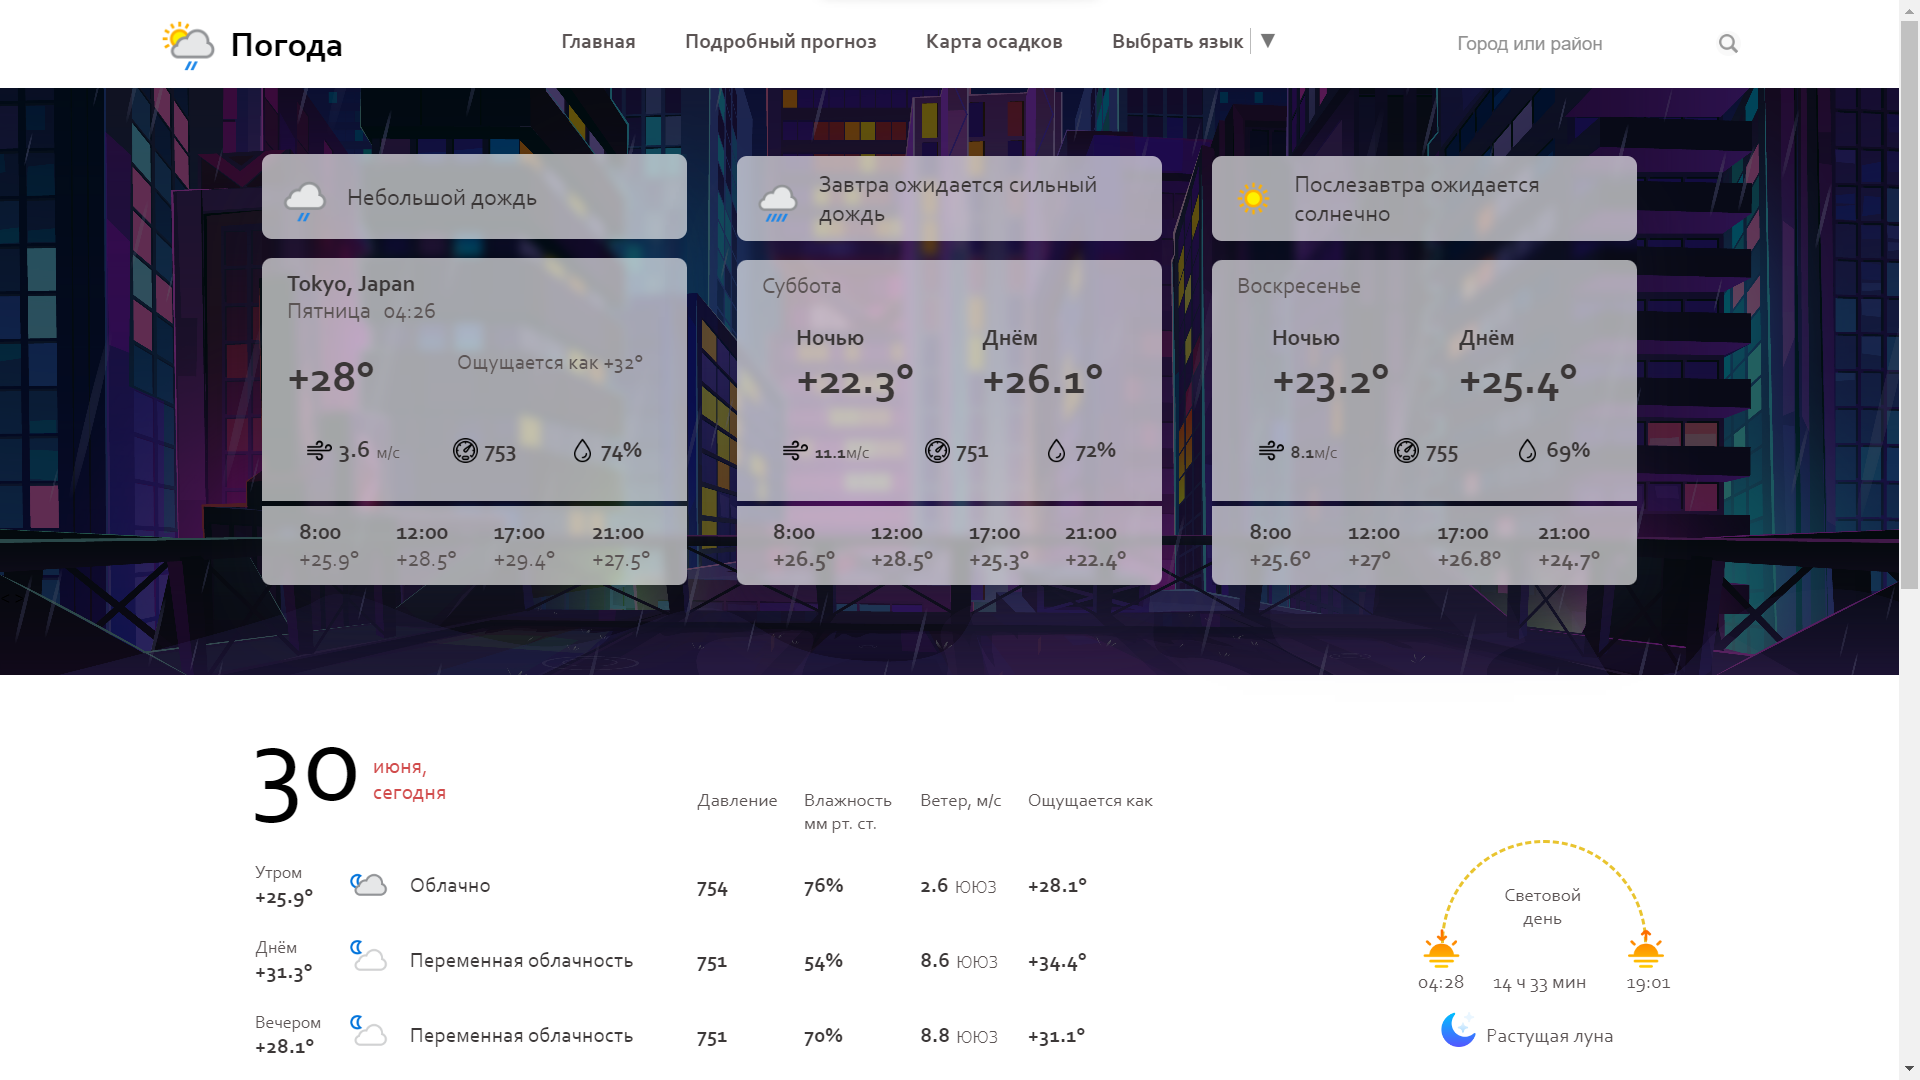 Погода
Главная
Подробный прогноз
Карта осадков
Выбрать язык ▼
Город или район
Небольшой дождь
Завтра ожидается сильный
дождь
Послезавтра ожидается
солнечно
Tokyo, Japan
Пятница 04:26
+28°
Ощущается как +32°
3.6 м/с
753
74%
8:00 12:00 17:00 21:00
+25.9° +28.5° +29.4° +27.5°
Суббота
Ночью Днём
+22.3° +26.1°
11.1м/с
751
72%
8:00 12:00 17:00 21:00
+26.5° +28.5° +25.3° +22.4°
Воскресенье
Ночью Днём
+23.2° +25.4°
8.1м/с
755
69%
8:00 12:00 17:00 21:00
+25.6° +27° +26.8° +24.7°
30
июня,
сегодня
Давление
Влажность
мм рт. ст.
Ветер, м/с
Ощущается как
Утром
+25.9°
Облачно
754
76%
2.6 ЮЮЗ
+28.1°
Днём
+31.3°
Переменная облачность
751
54%
8.6 ЮЮЗ
+34.4°
Вечером
+28.1°
Переменная облачность
751
70%
8.8 ЮЮЗ
+31.1°
Световой
день
04:28
14 ч 33 мин
19:01
Растущая луна